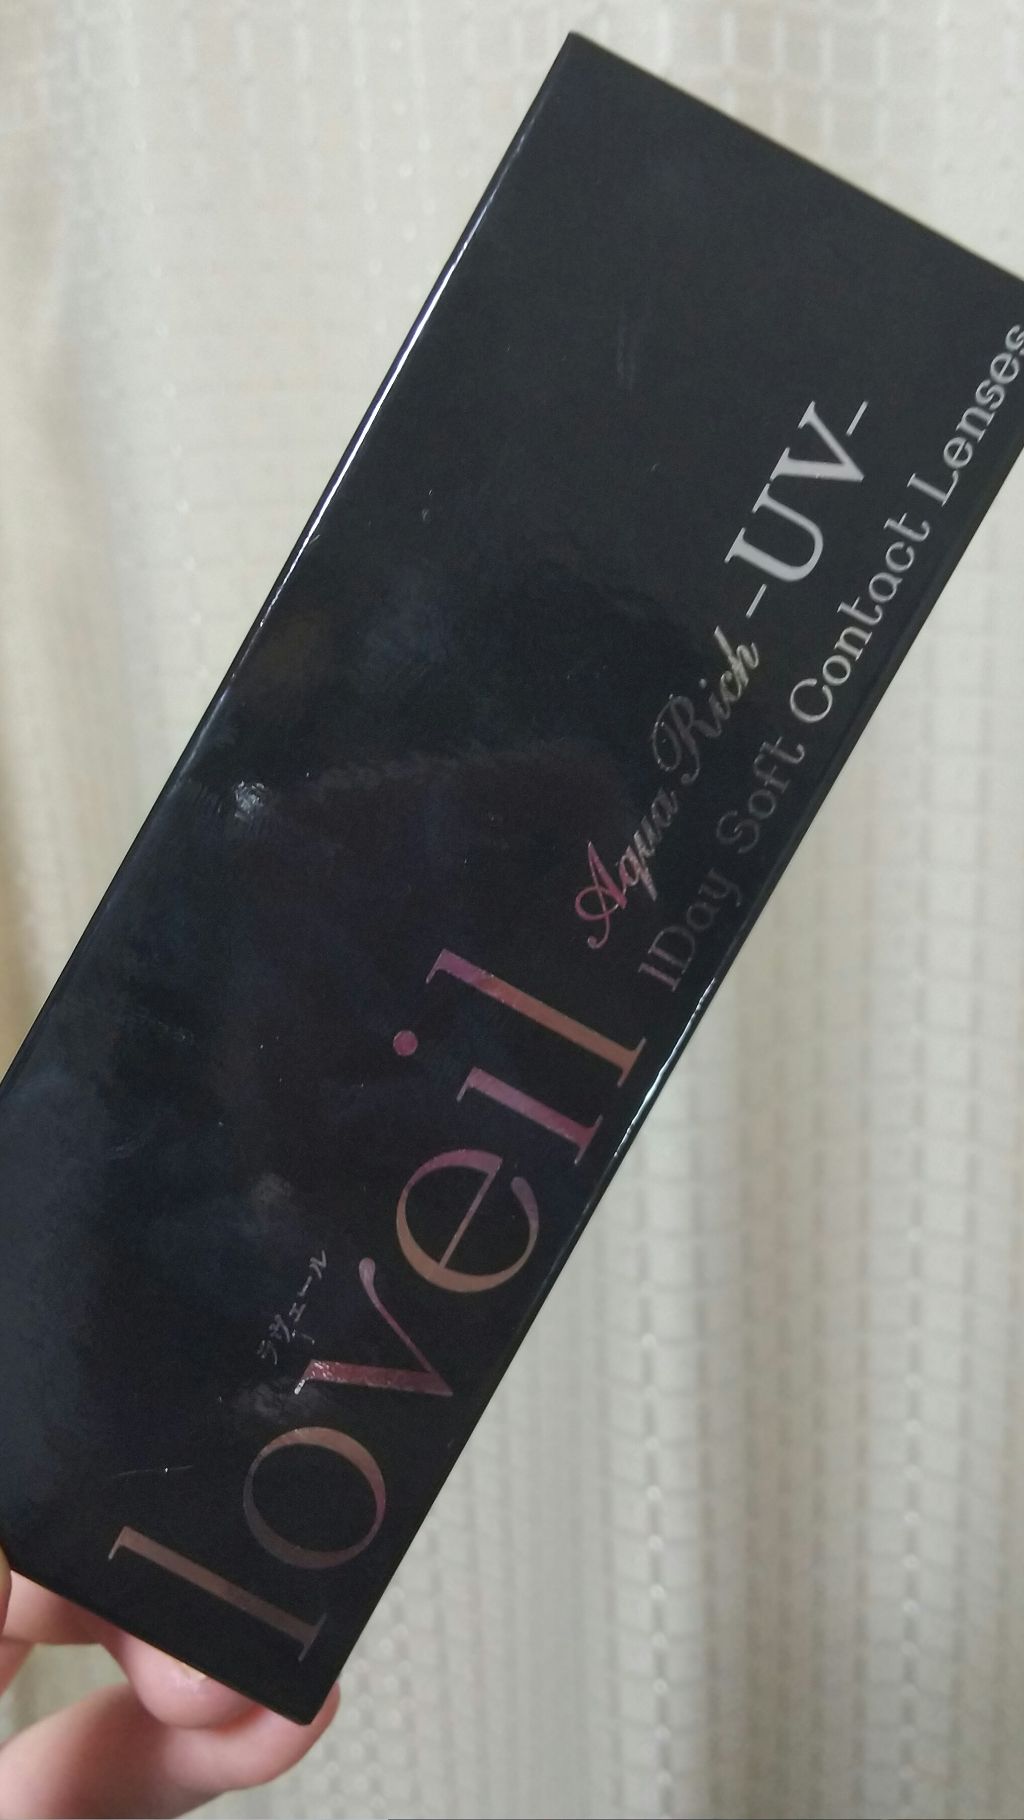 ラヴェール
loveil
Aqua Rich -UV-
1Day Soft Contact Lenses